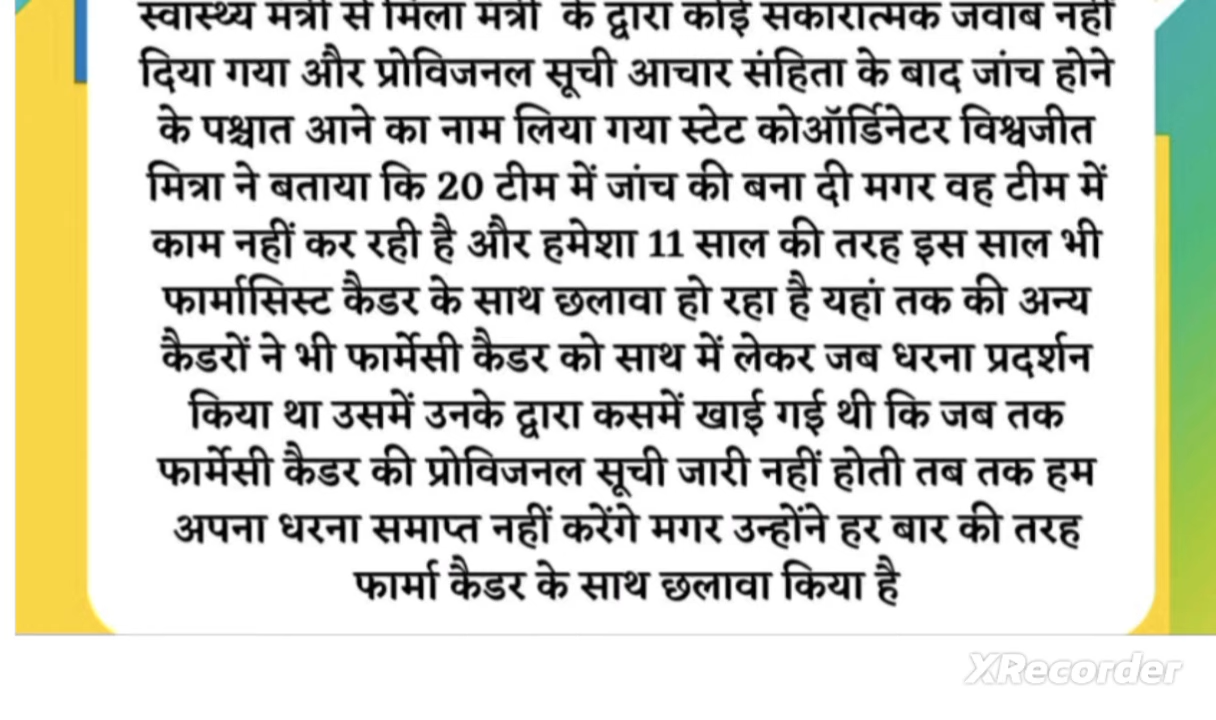 स्वास्थ्य मंत्री से मिला मंत्री के द्वारा कोई सकारात्मक जवाब नहीं
दिया गया और प्रोविजनल सूची आचार संहिता के बाद जांच होने
के पश्चात आने का नाम लिया गया स्टेट कोऑर्डिनेटर विश्वजीत
मित्रा ने बताया कि 20 टीम में जांच की बना दी मगर वह टीम में
काम नहीं कर रही है और हमेशा 11 साल की तरह इस साल भी
फार्मासिस्ट कैडर के साथ छलावा हो रहा है यहां तक की अन्य
कैडरों ने भी फार्मेसी कैडर को साथ में लेकर जब धरना प्रदर्शन
किया था उसमें उनके द्वारा कसमें खाई गई थी कि जब तक
फार्मेसी कैडर की प्रोविजनल सूची जारी नहीं होती तब तक हम
अपना धरना समाप्त नहीं करेंगे मगर उन्होंने हर बार की तरह
फार्मा कैडर के साथ छलावा किया है
XRecorder